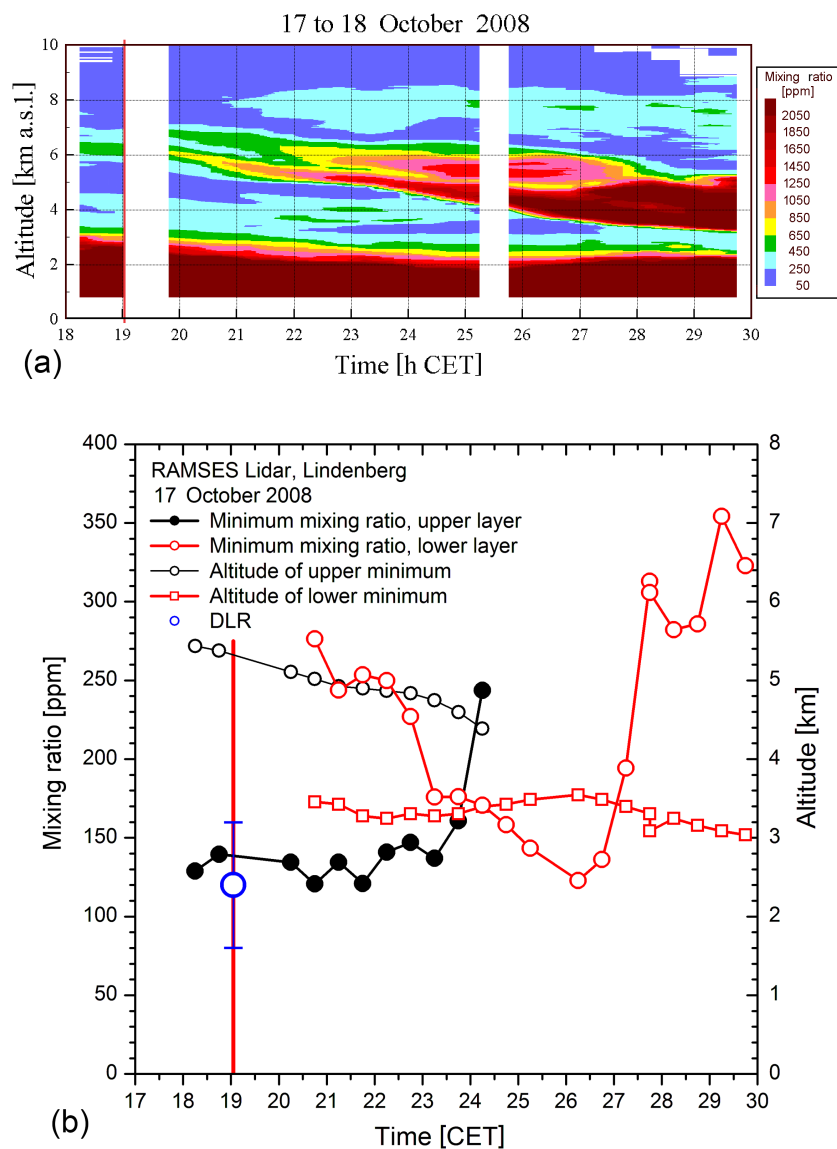 17 to 18 October 2008
Altitude [km a.s.l.]
10
8
6
4
2
0
18 19 20 21 22 23 24 25 26 27 28 29 30
Time [h CET]
(a)
Mixing ratio
[ppm]
2050
1850
1650
1450
1250
1050
850
650
450
250
50
RAMSES Lidar, Lindenberg
17 October 2008
Minimum mixing ratio, upper layer
Minimum mixing ratio, lower layer
Altitude of upper minimum
Altitude of lower minimum
DLR
Mixing ratio [ppm]
400
350
300
250
200
150
100
50
0
Altitude [km]
8
7
6
5
4
3
2
1
0
17 18 19 20 21 22 23 24 25 26 27 28 29 30
Time [CET]
(b)